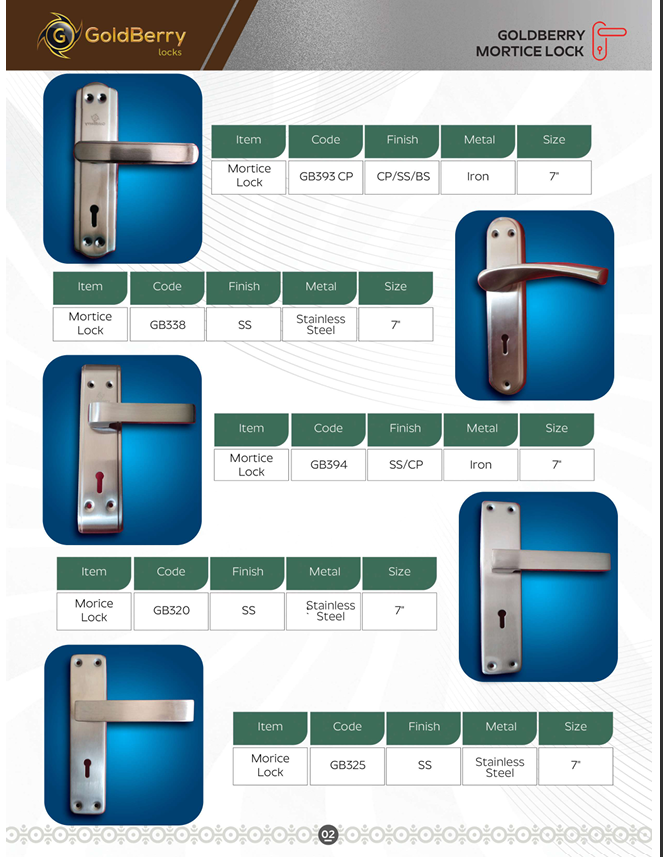 G GoldBerry
locks
GOLDBERRY
MORTICE LOCK
Item Code Finish Metal Size
Mortice
Lock GB393 CP CP/SS/BS Iron 7"
Item Code Finish Metal Size
Mortice
Lock GB338 SS Stainless
Steel 7"
Item Code Finish Metal Size
Mortice
Lock GB394 SS/CP Iron 7"
Item Code Finish Metal Size
Morice
Lock GB320 SS Stainless
Steel 7"
Item Code Finish Metal Size
Morice
Lock GB325 SS Stainless
Steel 7"
02